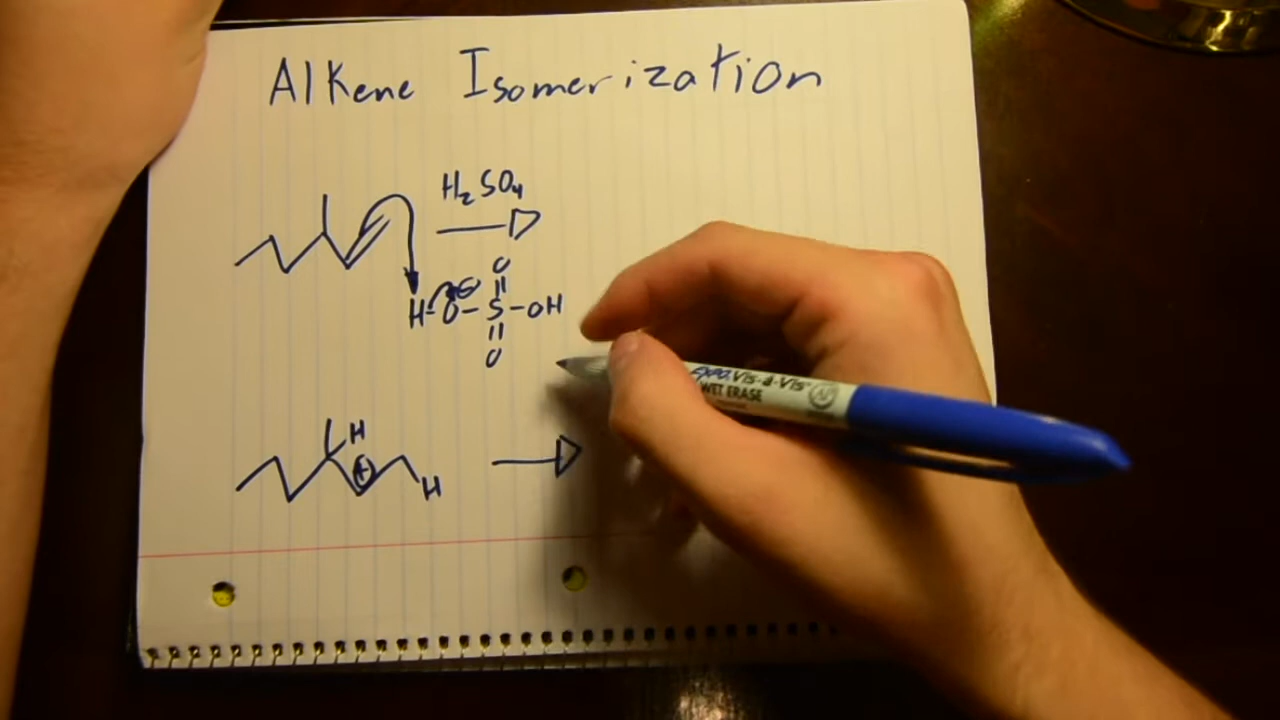 Alkene Isomerization
H₂SO₄
O
H-O-S-OH
O
H
H
EXPO Vis-à-Vis
WET ERASE